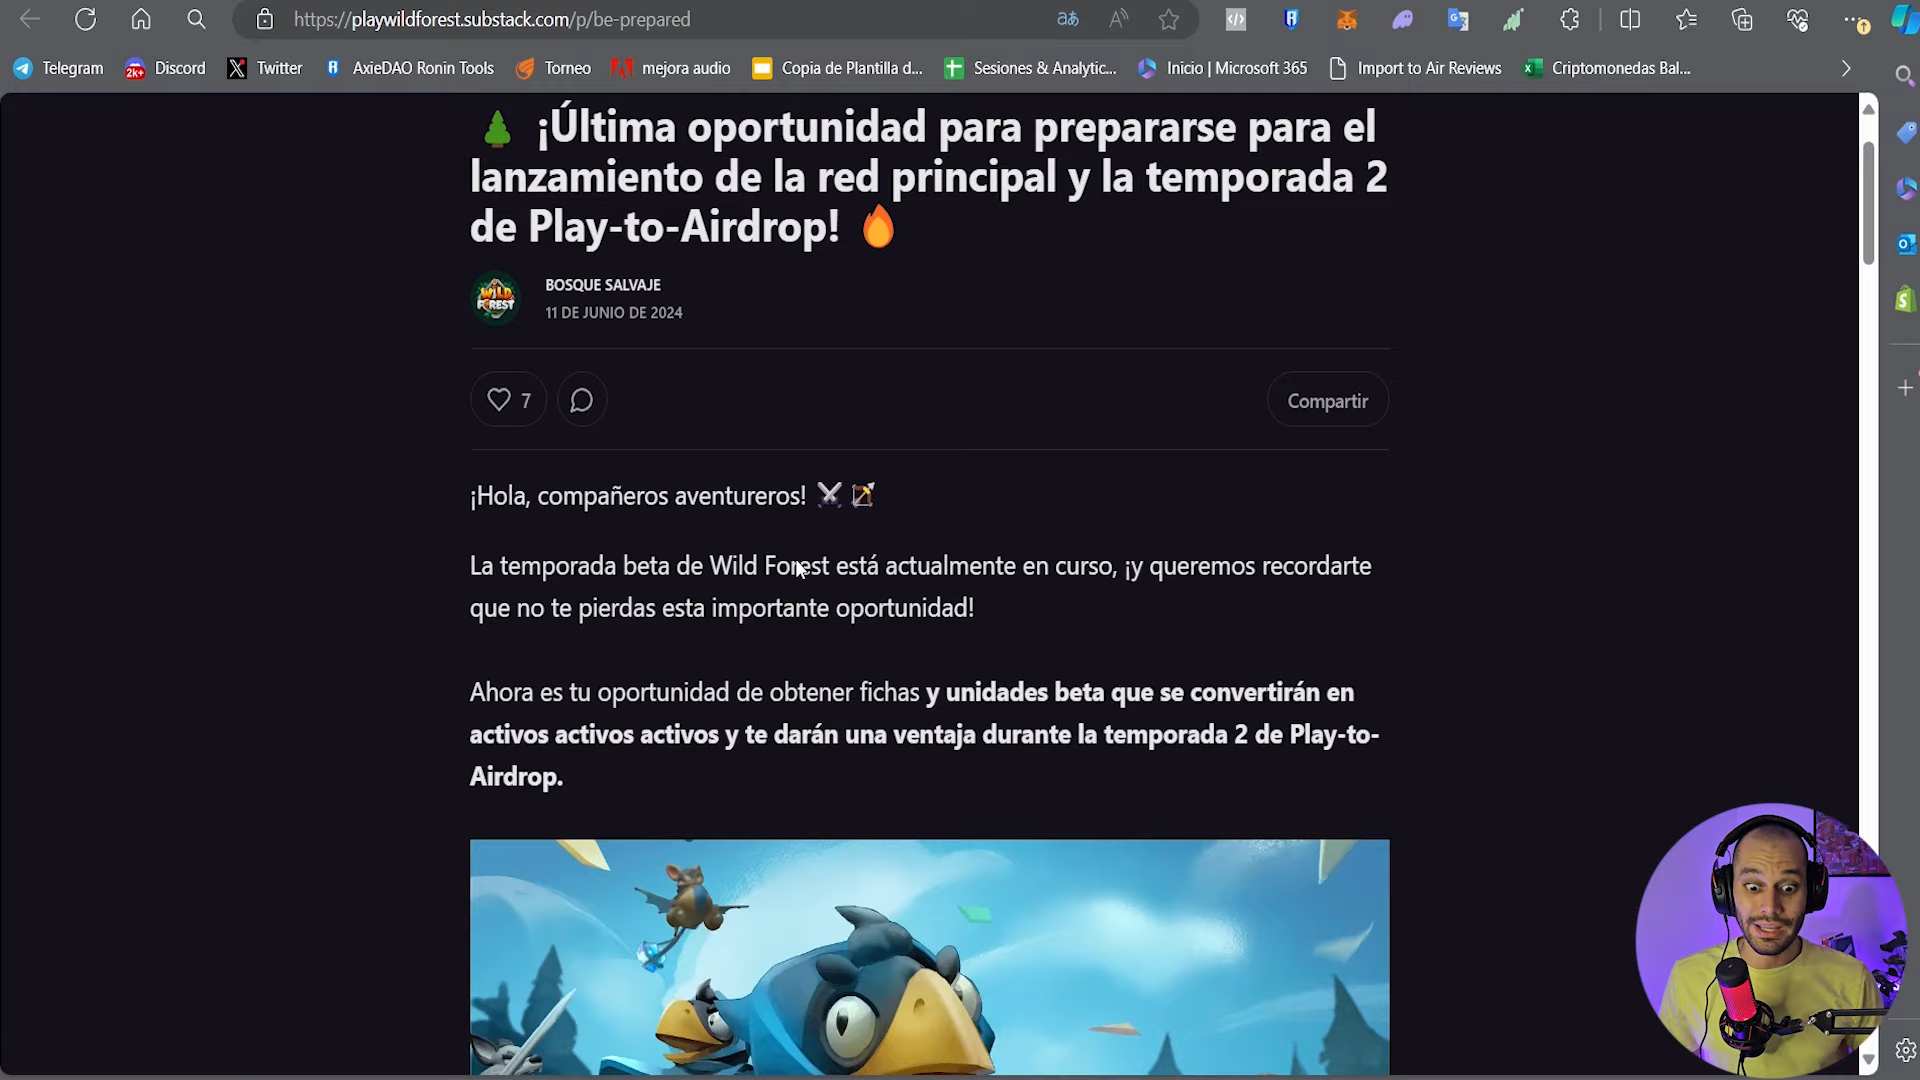 https://playwildforest.substack.com/p/be-prepared
Telegram
2k+
Discord
Twitter
AxieDAO Ronin Tools
Torneo
mejora audio
Copia de Plantilla d...
Sesiones & Analytic...
Inicio | Microsoft 365
Import to Air Reviews
Criptomonedas Bal...
¡Última oportunidad para prepararse para el
lanzamiento de la red principal y la temporada 2
de Play-to-Airdrop!
WILD
FOREST
BOSQUE SALVAJE
11 DE JUNIO DE 2024
7
Compartir
¡Hola, compañeros aventureros!
La temporada beta de Wild Forest está actualmente en curso, ¡y queremos recordarte
que no te pierdas esta importante oportunidad!
Ahora es tu oportunidad de obtener fichas y unidades beta que se convertirán en
activos activos activos y te darán una ventaja durante la temporada 2 de Play-to-
Airdrop.